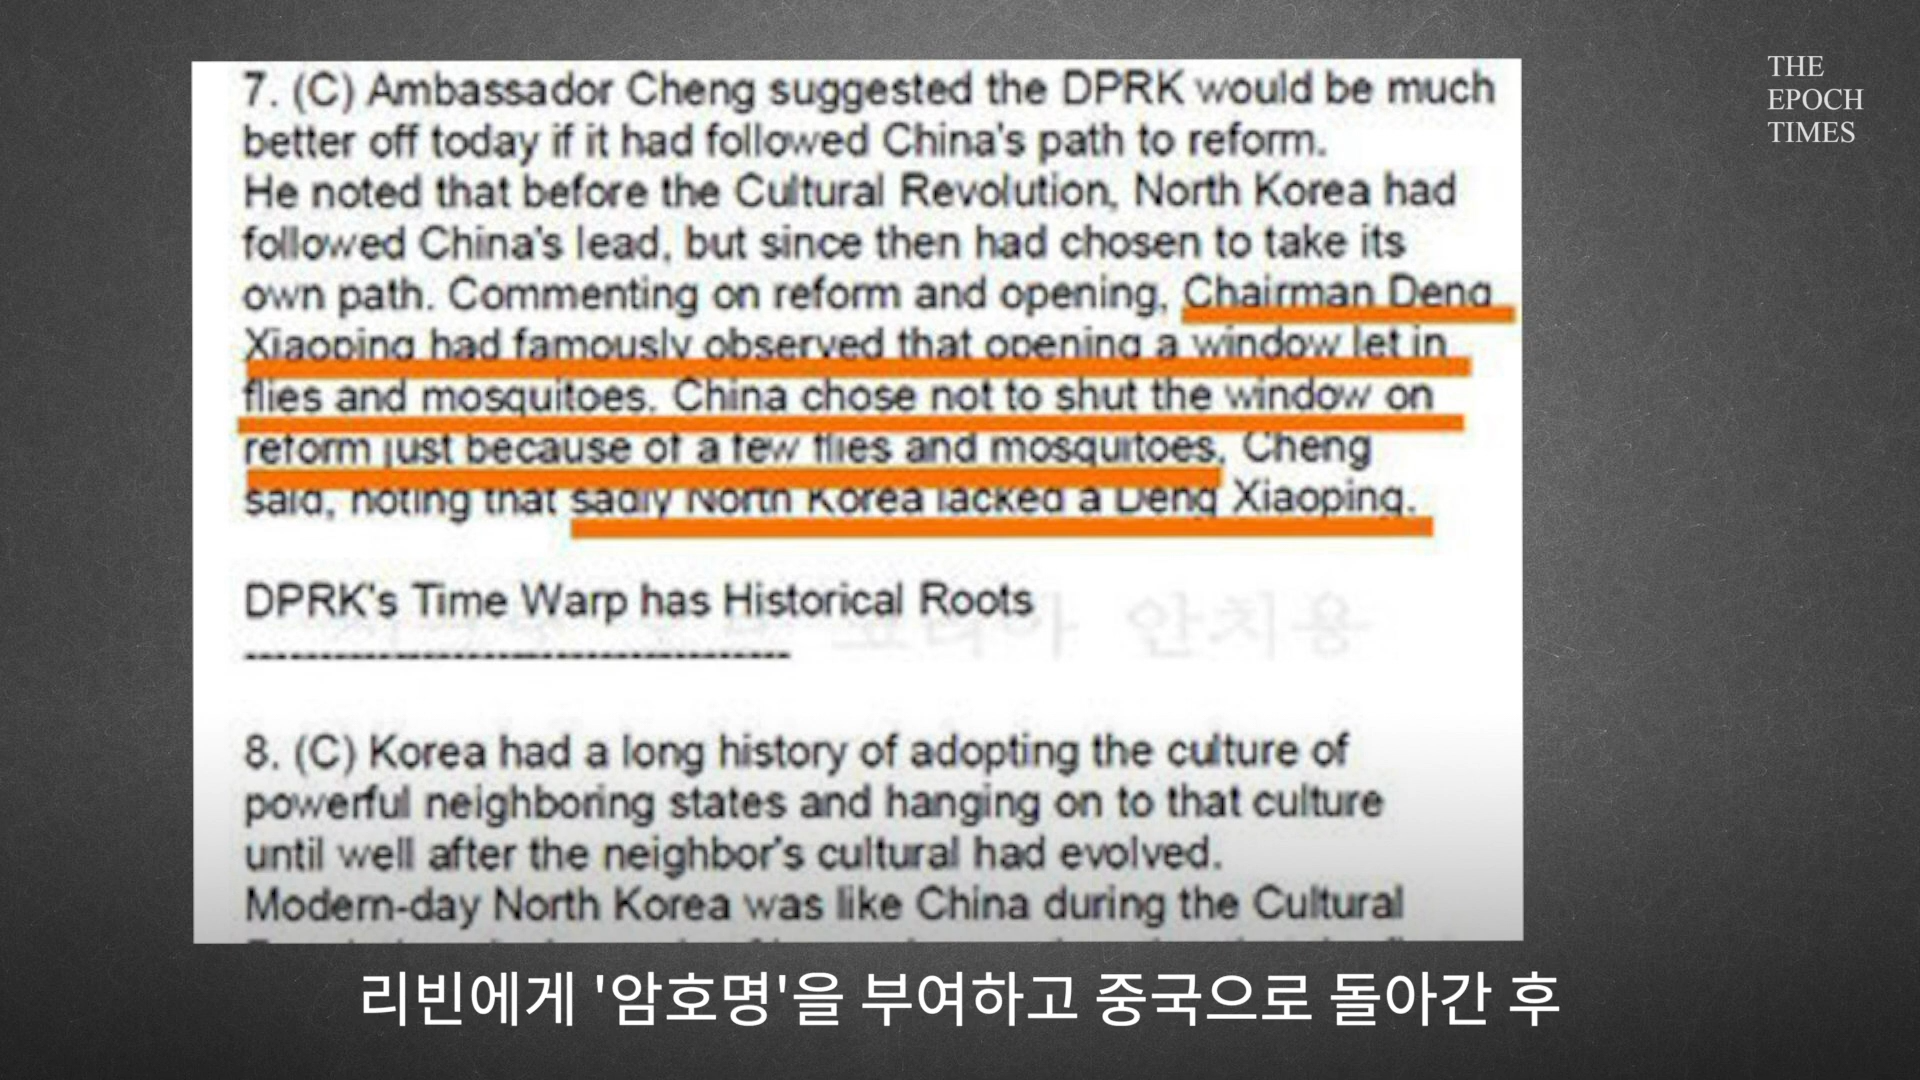 THE
EPOCH
TIMES
7. (C) Ambassador Cheng suggested the DPRK would be much
better off today if it had followed China's path to reform.
He noted that before the Cultural Revolution, North Korea had
followed China's lead, but since then had chosen to take its
own path. Commenting on reform and opening, Chairman Deng
Xiaoping had famously observed that opening a window let in
flies and mosquitoes. China chose not to shut the window on
reform just because of a few flies and mosquitoes, Cheng
said, noting that sadly North Korea lacked a Deng Xiaoping.
DPRK's Time Warp has Historical Roots
------------------------------------
코리아 안치용
8. (C) Korea had a long history of adopting the culture of
powerful neighboring states and hanging on to that culture
until well after the neighbor's cultural had evolved.
Modern-day North Korea was like China during the Cultural
리빈에게 '암호명'을 부여하고 중국으로 돌아간 후